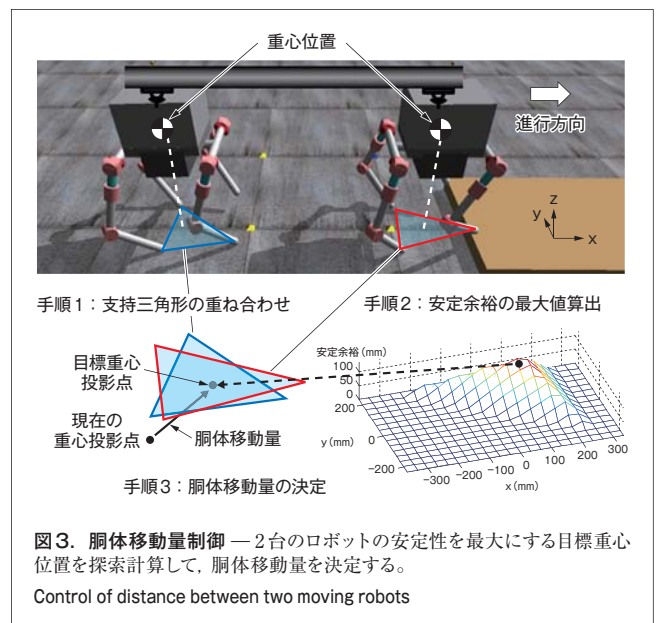 重心位置
進行方向
z
y
x
手順1：支持三角形の重ね合わせ
手順2：安定余裕の最大値算出
目標重心
投影点
現在の
重心投影点
胴体移動量
手順3：胴体移動量の決定
安定余裕(mm)
100
50
0
200
0
-200
y(mm)
-300
-200
-100
0
100
200
300
x(mm)
図3．胴体移動量制御 — 2台のロボットの安定性を最大にする目標重心
位置を探索計算して，胴体移動量を決定する。
Control of distance between two moving robots